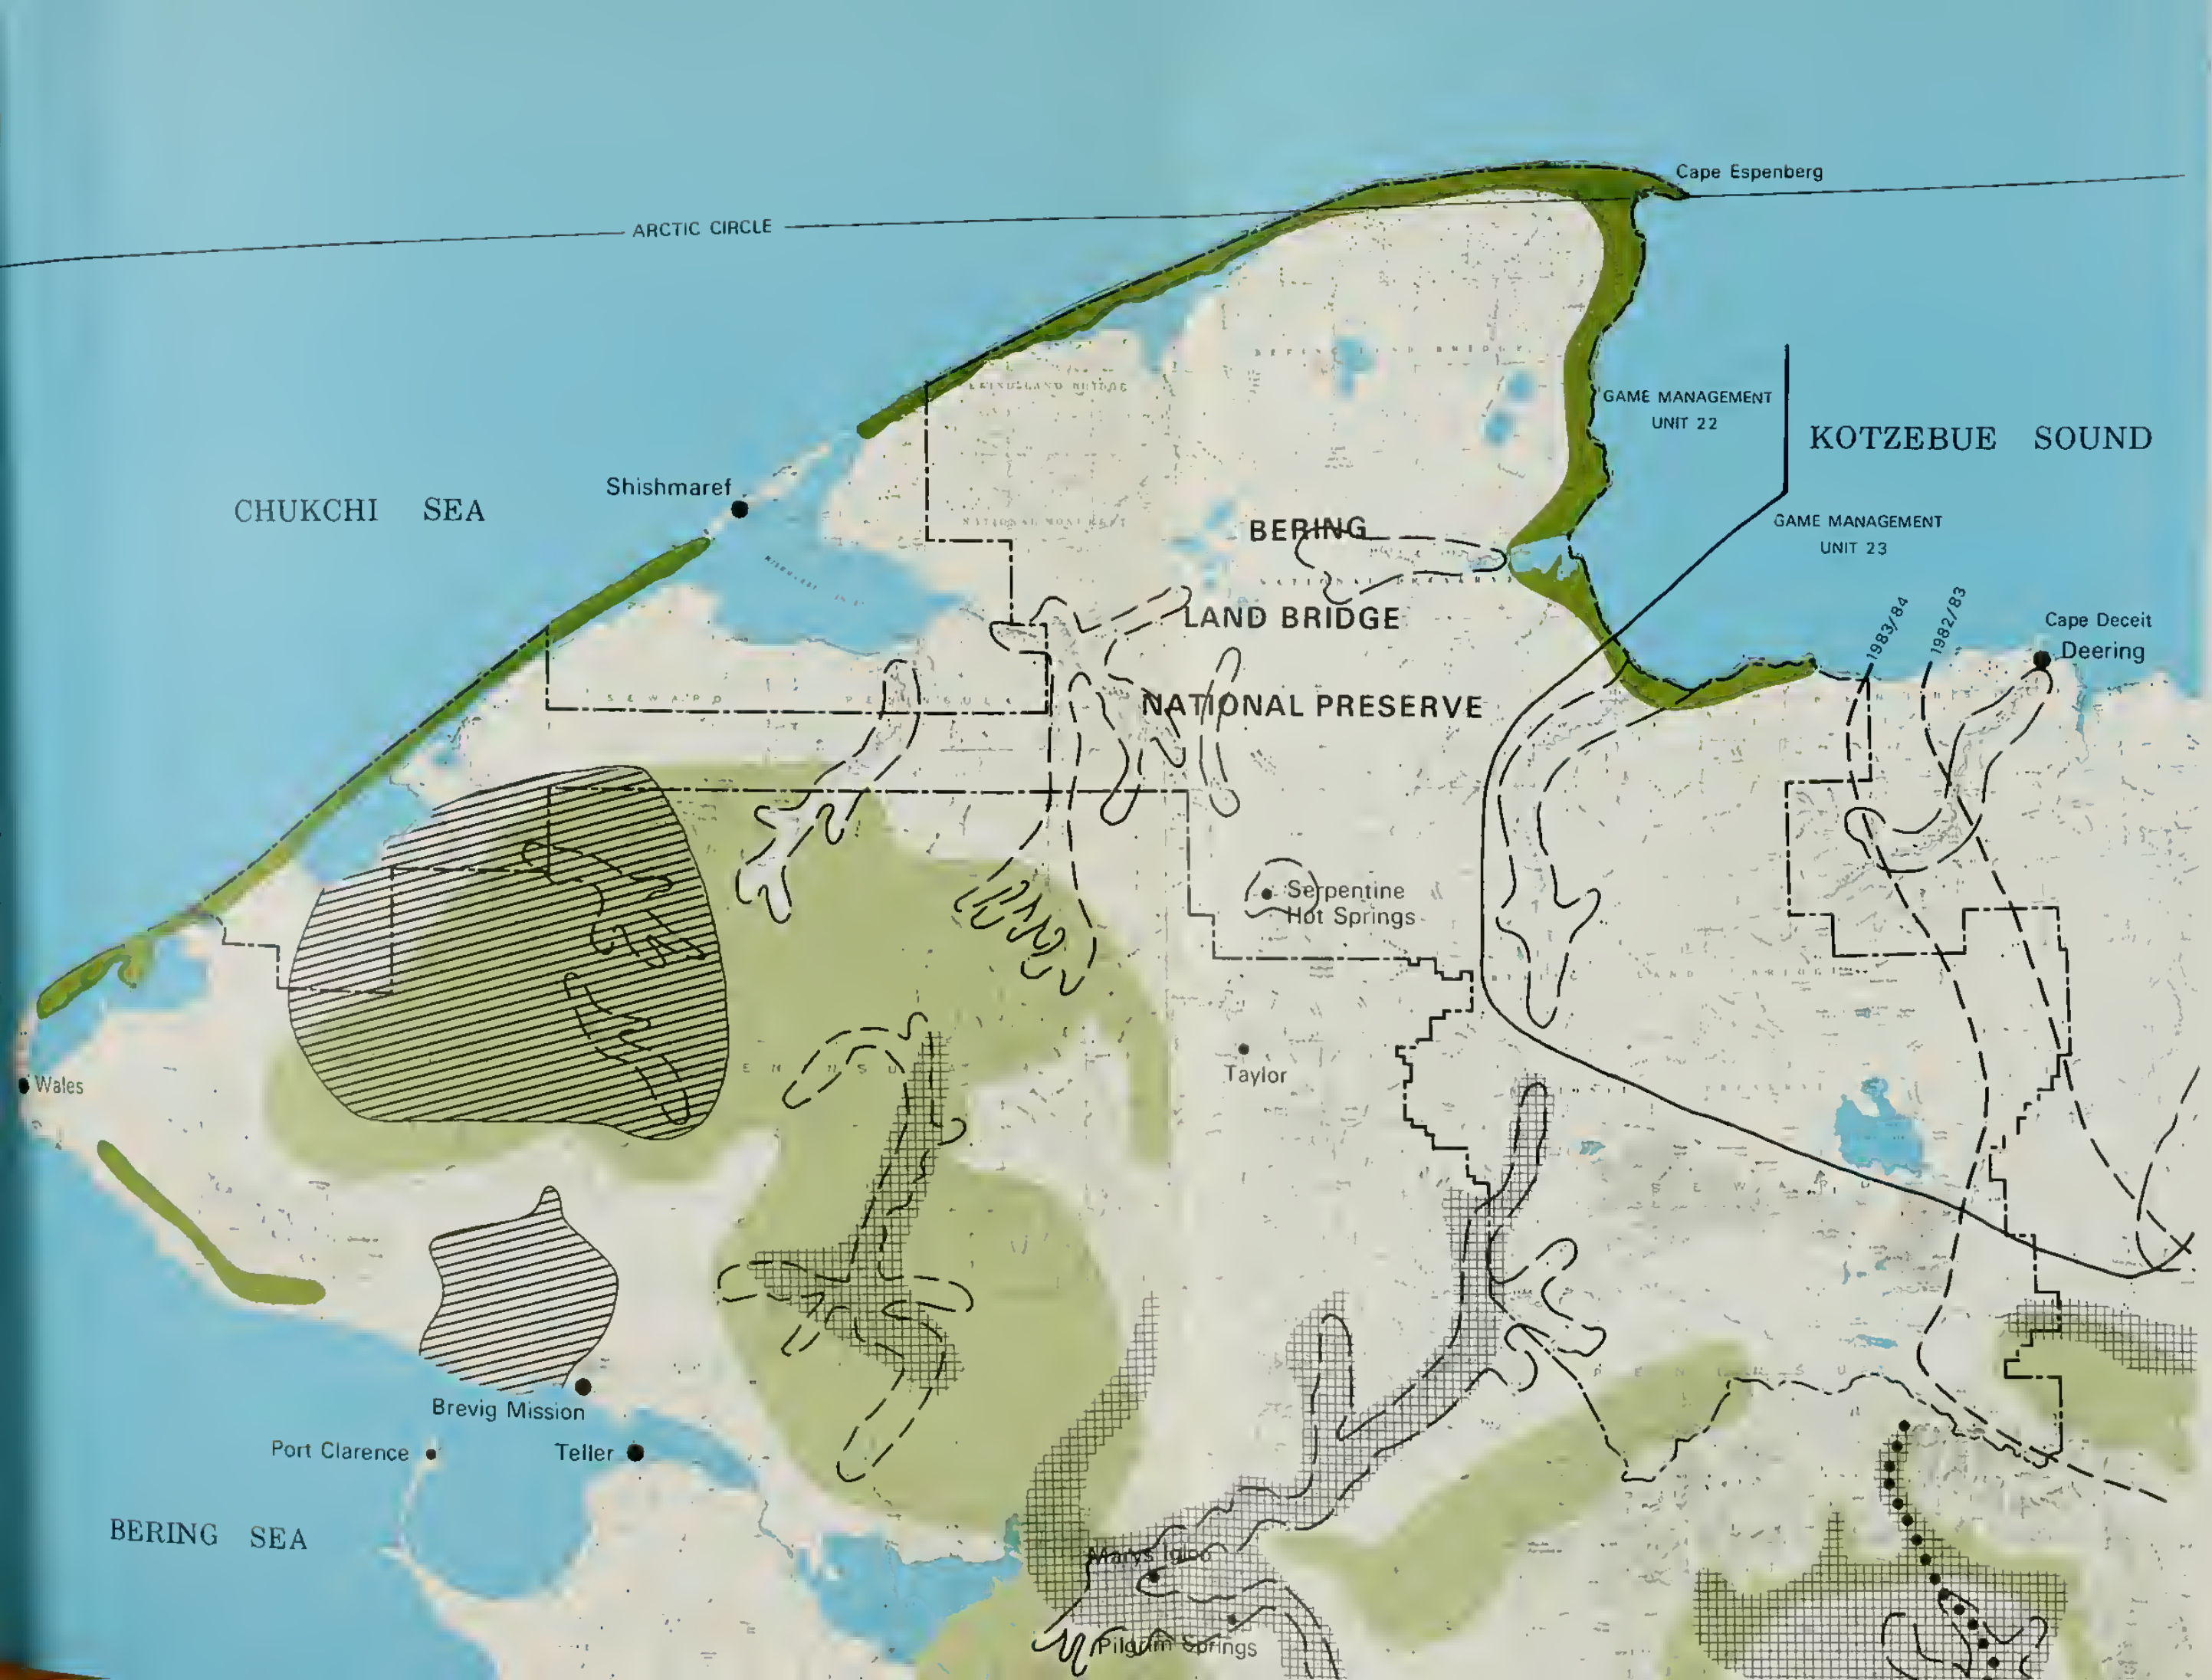 Cape Espenberg
ARCTIC CIRCLE
GAME MANAGEMENT
UNIT 22
KOTZEBUE SOUND
Shishmaref
CHUKCHI SEA
GAME MANAGEMENT
UNIT 23
BERING
LAND BRIDGE
NATIONAL PRESERVE
1983/84
1982/83
Cape Deceit
Deering
SEWARD
Serpentine
Hot Springs
Taylor
Wales
Brevig Mission
Port Clarence
Teller
BERING SEA
Marys Igloo
Pilgrim Springs